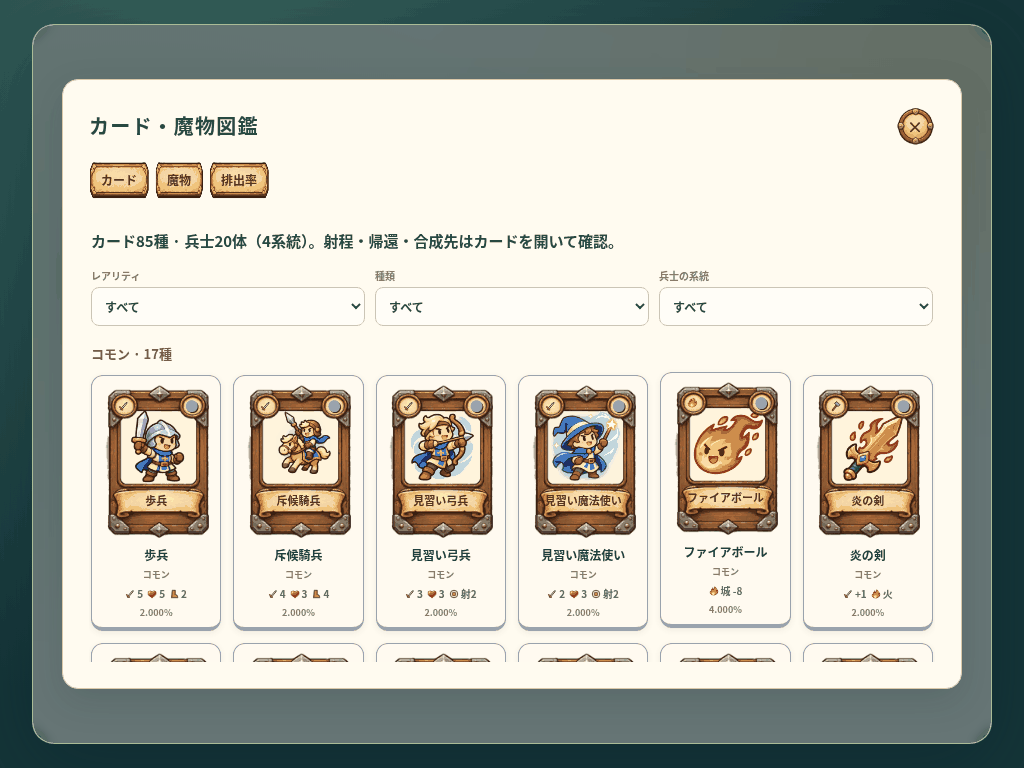 カード・魔物図鑑
カード 魔物 排出率
カード85種・兵士20体（4系統）。射程・帰還・合成先はカードを開いて確認。
レアリティ 種類 兵士の系統
すべて すべて すべて
コモン・17種
歩兵 斥候騎兵 見習い弓兵 見習い魔法使い ファイアボール 炎の剣
歩兵 斥候騎兵 見習い弓兵 見習い魔法使い ファイアボール 炎の剣
コモン コモン コモン コモン コモン コモン
5 5 2 4 3 4 3 3 射2 2 3 射2 城 -8 +1 火
2.000% 2.000% 2.000% 2.000% 4.000% 2.000%